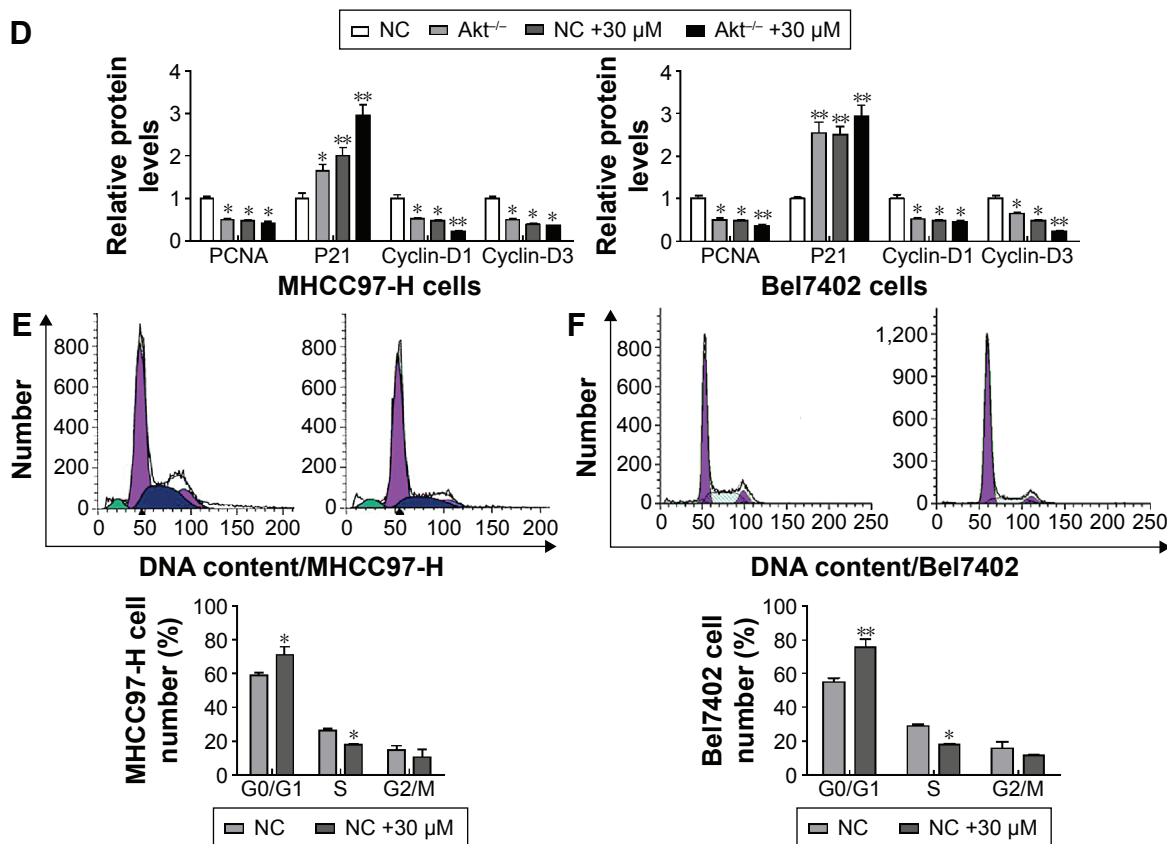 D
NC Akt⁻/⁻ NC +30 µM Akt⁻/⁻ +30 µM
Relative protein
levels
4
3
2
1
0
* * *
* ** **
* * **
* * *
PCNA P21 Cyclin-D1 Cyclin-D3
MHCC97-H cells
Relative protein
levels
4
3
2
1
0
* * **
** ** **
* * *
* * **
PCNA P21 Cyclin-D1 Cyclin-D3
Bel7402 cells
E
Number
800
600
400
200
0
0 50 100 150 200
800
600
400
200
0
0 50 100 150 200
DNA content/MHCC97-H
F
Number
800
600
400
200
0
0 50 100 150 200 250
1,200
900
600
300
0
0 50 100 150 200 250
DNA content/Bel7402
MHCC97-H cell
number (%)
100
80
60
40
20
0
*
*
G0/G1 S G2/M
NC NC +30 µM
Bel7402 cell
number (%)
100
80
60
40
20
0
**
*
G0/G1 S G2/M
NC NC +30 µM